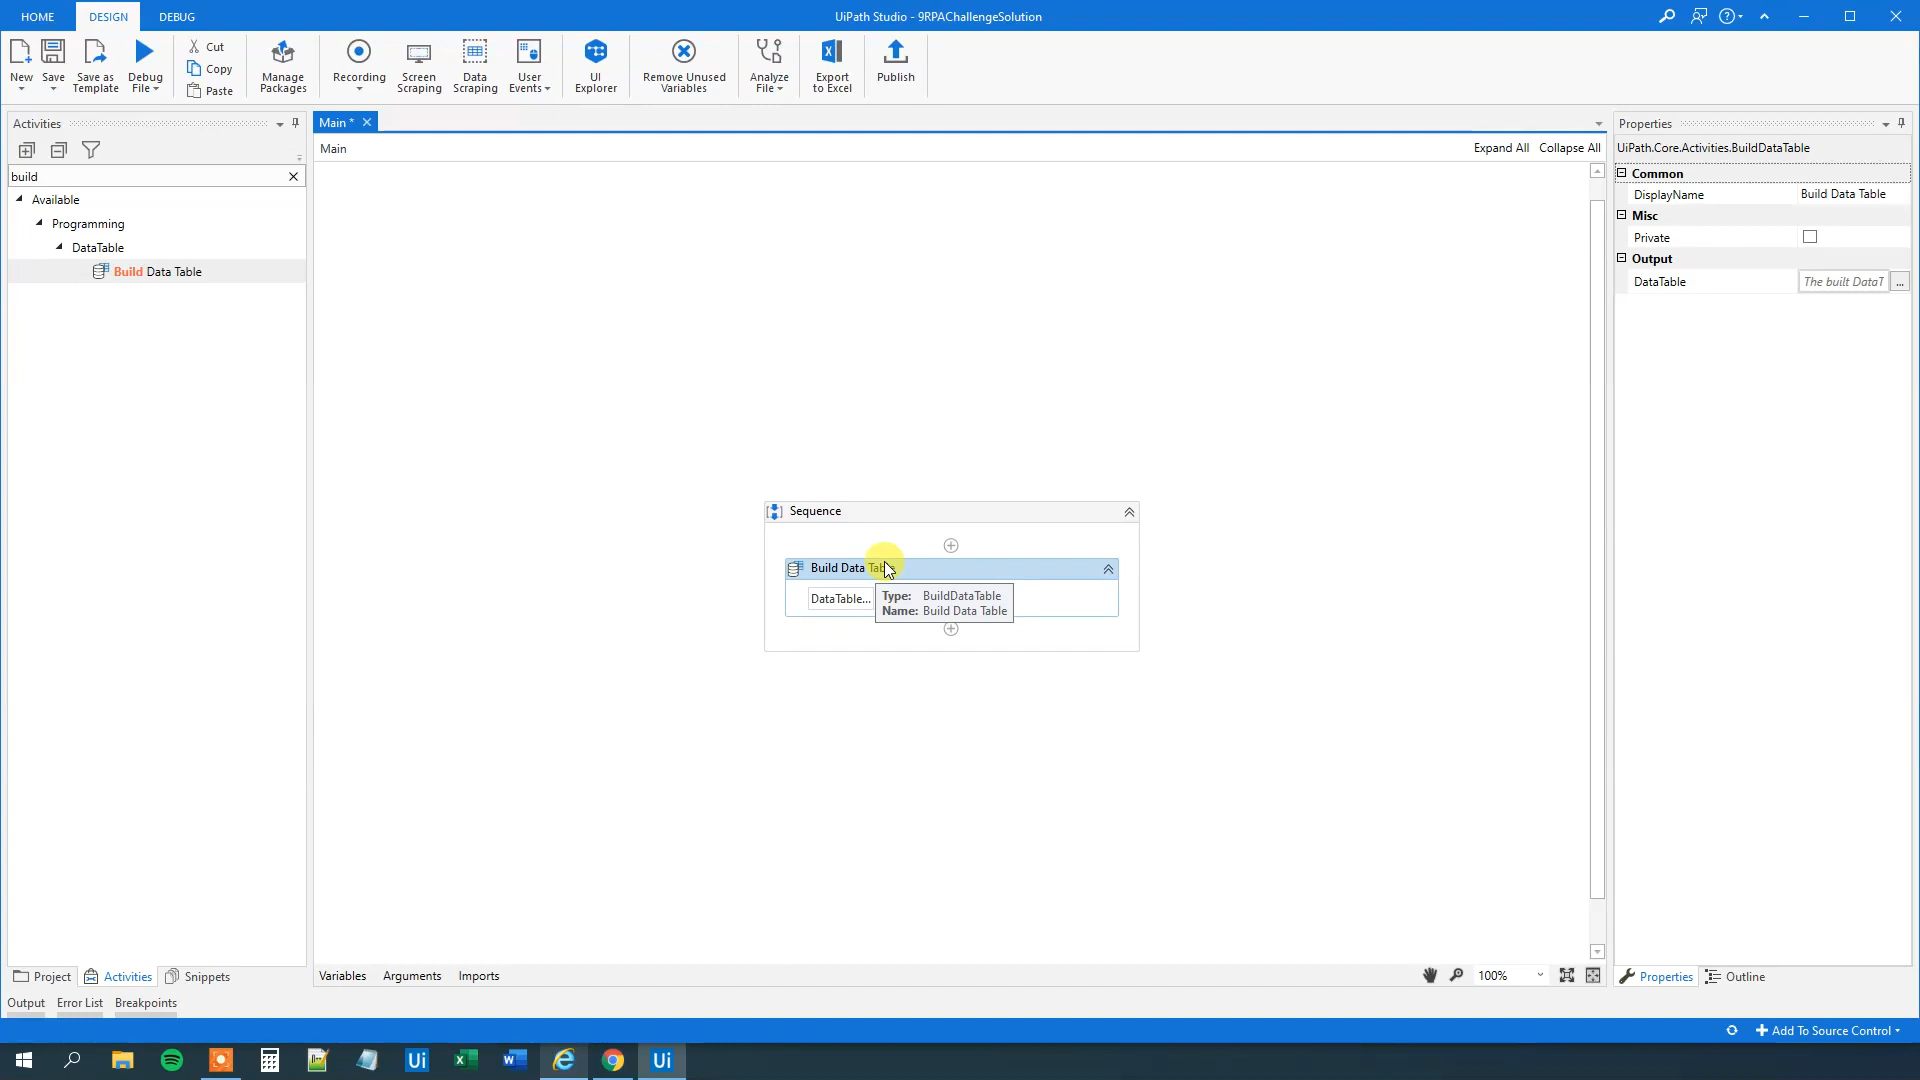 HOME DESIGN DEBUG UiPath Studio - 9RPAChallengeSolution
New Save Save as Template Debug File Cut Copy Paste Manage Packages Recording Screen Scraping Data Scraping User Events UI Explorer Remove Unused Variables Analyze File Export to Excel Publish
Activities
build
Available
Programming
DataTable
Build Data Table
Main *
Main Expand All Collapse All
Sequence
Build Data Table
DataTable...
Type: BuildDataTable
Name: Build Data Table
Properties
UiPath.Core.Activities.BuildDataTable
Common
DisplayName Build Data Table
Misc
Private
Output
DataTable The built DataT ...
Variables Arguments Imports 100%
Project Activities Snippets Properties Outline
Output Error List Breakpoints
Add To Source Control
Ui Ui